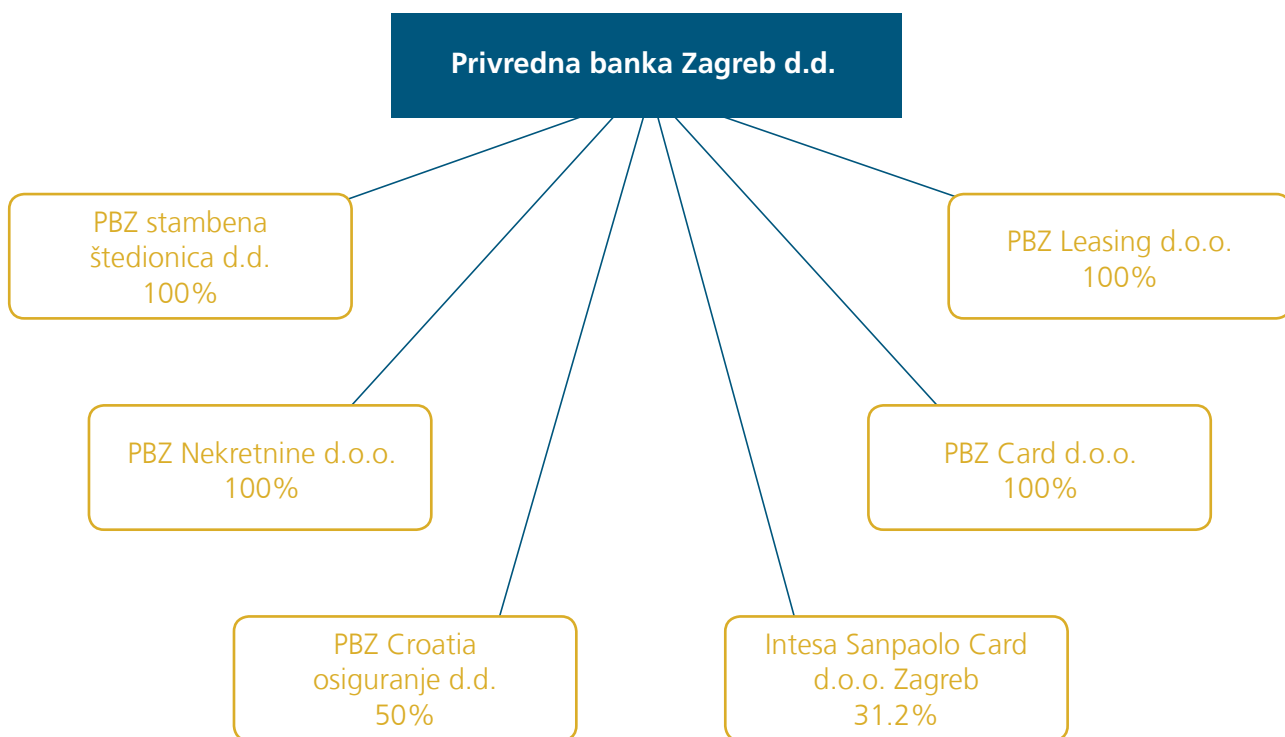 Privredna banka Zagreb d.d.
PBZ stambena
štedionica d.d.
100%
PBZ Leasing d.o.o.
100%
PBZ Nekretnine d.o.o.
100%
PBZ Card d.o.o.
100%
PBZ Croatia
osiguranje d.d.
50%
Intesa Sanpaolo Card
d.o.o. Zagreb
31.2%